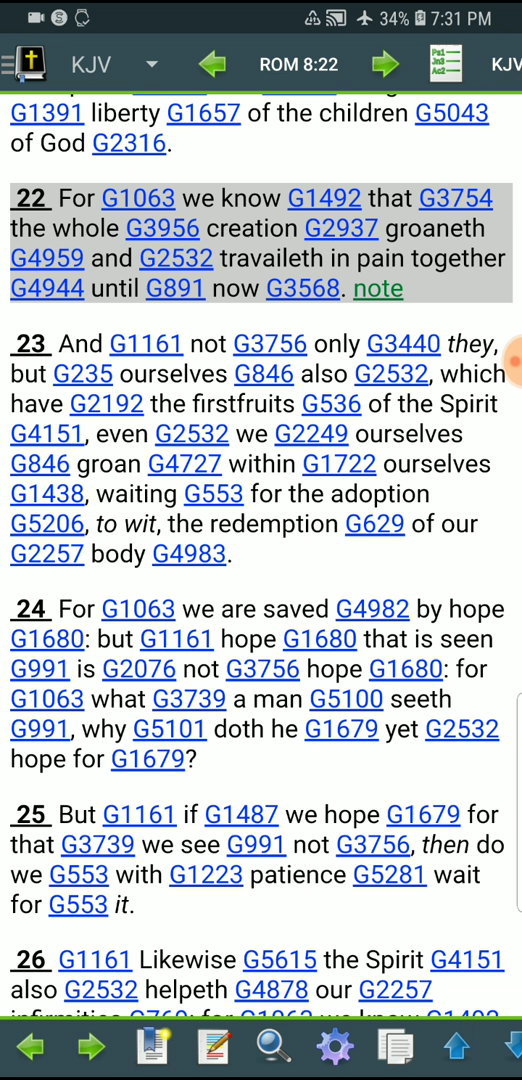 34% 7:31 PM
KJV ROM 8:22 Ps1 Jn3 Ac2 KJV
G1391 liberty G1657 of the children G5043
of God G2316.
22 For G1063 we know G1492 that G3754
the whole G3956 creation G2937 groaneth
G4959 and G2532 travaileth in pain together
G4944 until G891 now G3568. note
23 And G1161 not G3756 only G3440 they,
but G235 ourselves G846 also G2532, which
have G2192 the firstfruits G536 of the Spirit
G4151, even G2532 we G2249 ourselves
G846 groan G4727 within G1722 ourselves
G1438, waiting G553 for the adoption
G5206, to wit, the redemption G629 of our
G2257 body G4983.
24 For G1063 we are saved G4982 by hope
G1680: but G1161 hope G1680 that is seen
G991 is G2076 not G3756 hope G1680: for
G1063 what G3739 a man G5100 seeth
G991, why G5101 doth he G1679 yet G2532
hope for G1679?
25 But G1161 if G1487 we hope G1679 for
that G3739 we see G991 not G3756, then do
we G553 with G1223 patience G5281 wait
for G553 it.
26 G1161 Likewise G5615 the Spirit G4151
also G2532 helpeth G4878 our G2257